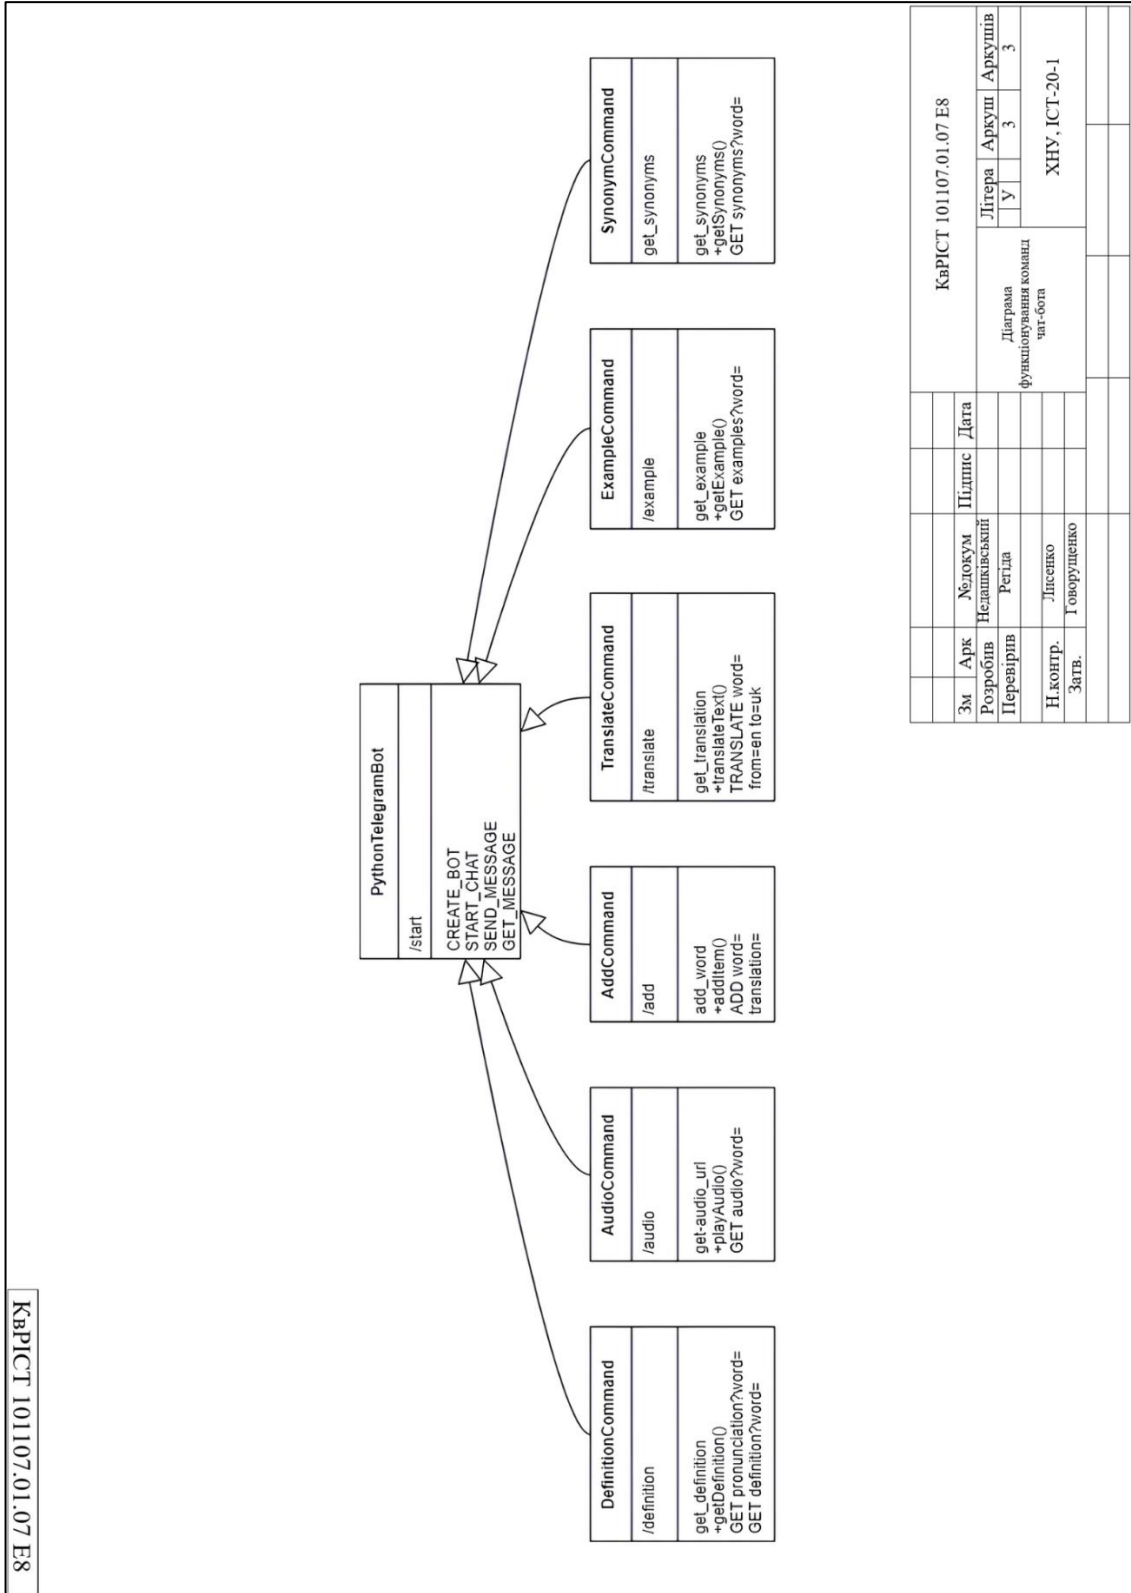 КвРІСТ 101107.01.07 Е8
PythonTelegramBot
/start
CREATE_BOT
START_CHAT
SEND_MESSAGE
GET_MESSAGE
DefinitionCommand
/definition
get_definition
+getDefinition()
GET pronunciation?word=
GET definition?word=
AudioCommand
/audio
get-audio_url
+playAudio()
GET audio?word=
AddCommand
/add
add_word
+addItem()
ADD word=
translation=
TranslateCommand
/translate
get_translation
+translateText()
TRANSLATE word=
from=en to=uk
ExampleCommand
/example
get_example
+getExample()
GET examples?word=
SynonymCommand
get_synonyms
get_synonyms
+getSynonyms()
GET synonyms?word=
КвРІСТ 101107.01.07 Е8
Зм Арк №докум Підпис Дата
Розробив Недашківський
Перевірив Регіда
Н.контр. Лисенко
Затв. Говорущенко
Діаграма
функціонування команд
чат-бота
Літера Аркуш Аркушів
У 3 3
ХНУ, ІСТ-20-1